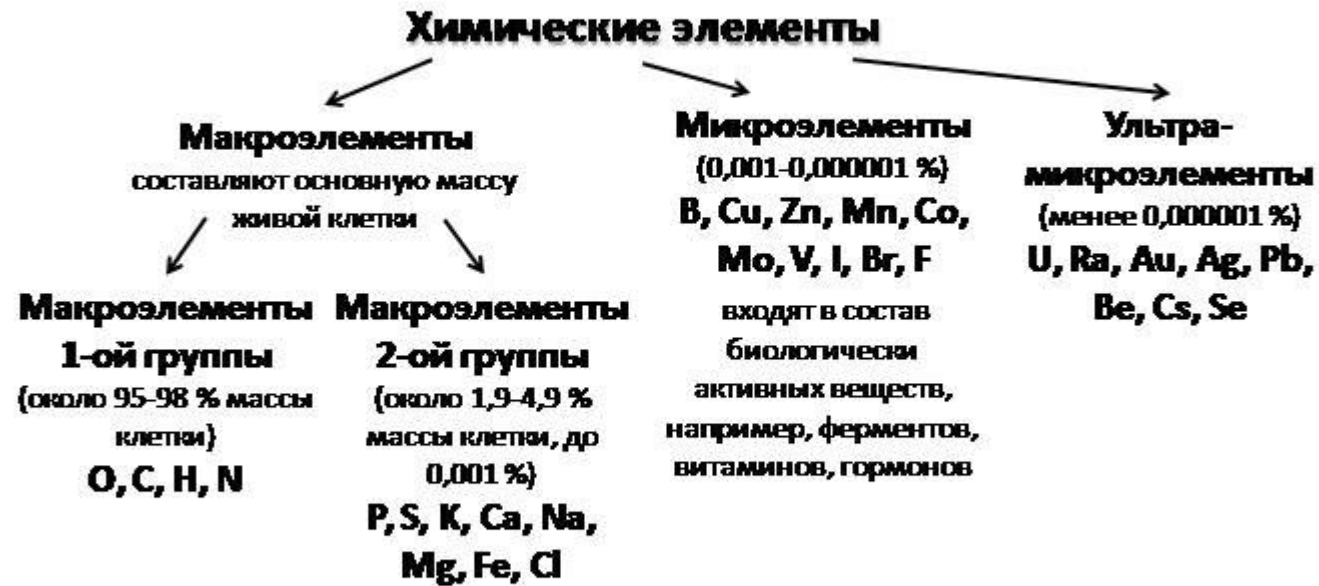 Химические элементы
Макроэлементы
составляют основную массу
живой клетки
Макроэлементы
1-ой группы
(около 95-98 % массы
клетки)
O, C, H, N
Макроэлементы
2-ой группы
(около 1,9-4,9 %
массы клетки, до
0,001 %)
P, S, K, Ca, Na,
Mg, Fe, Cl
Микроэлементы
(0,001-0,000001 %)
B, Cu, Zn, Mn, Co,
Mo, V, I, Br, F
входят в состав
биологически
активных веществ,
например, ферментов,
витаминов, гормонов
Ультра-
микроэлементы
(менее 0,000001 %)
U, Ra, Au, Ag, Pb,
Be, Cs, Se